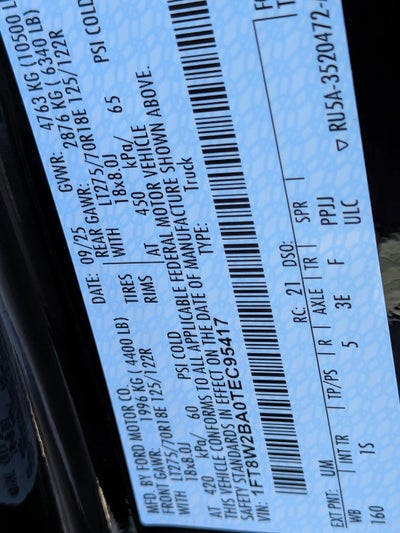 MFD. BY FORD MOTOR CO.
DATE: 09/25 GVWR: 4763 KG (10500 L
FRONT GAWR: 1996 KG ( 4400 LB) REAR GAWR: 2876 KG ( 6340 LB)
LT275/70R18E 125/122R TIRES LT275/70R18E 125/122R
WITH 18x8.0J RIMS WITH 18x8.0J
AT 420 kPa/ 60 PSI COLD AT 450 kPa/ 65 PSI COLD
THIS VEHICLE CONFORMS TO ALL APPLICABLE FEDERAL MOTOR VEHICLE
SAFETY STANDARDS IN EFFECT ON THE DATE OF MANUFACTURE SHOWN ABOVE.
VIN: 1FT8W2BA0TEC95417 TYPE: Truck
EXT PNT: UM RC: 21 DSO:
WB INTTR TP/PS R AXLE TR SPR
160 1S 5 3E F PPJJ
ULC
▽ RU5A-3520472-